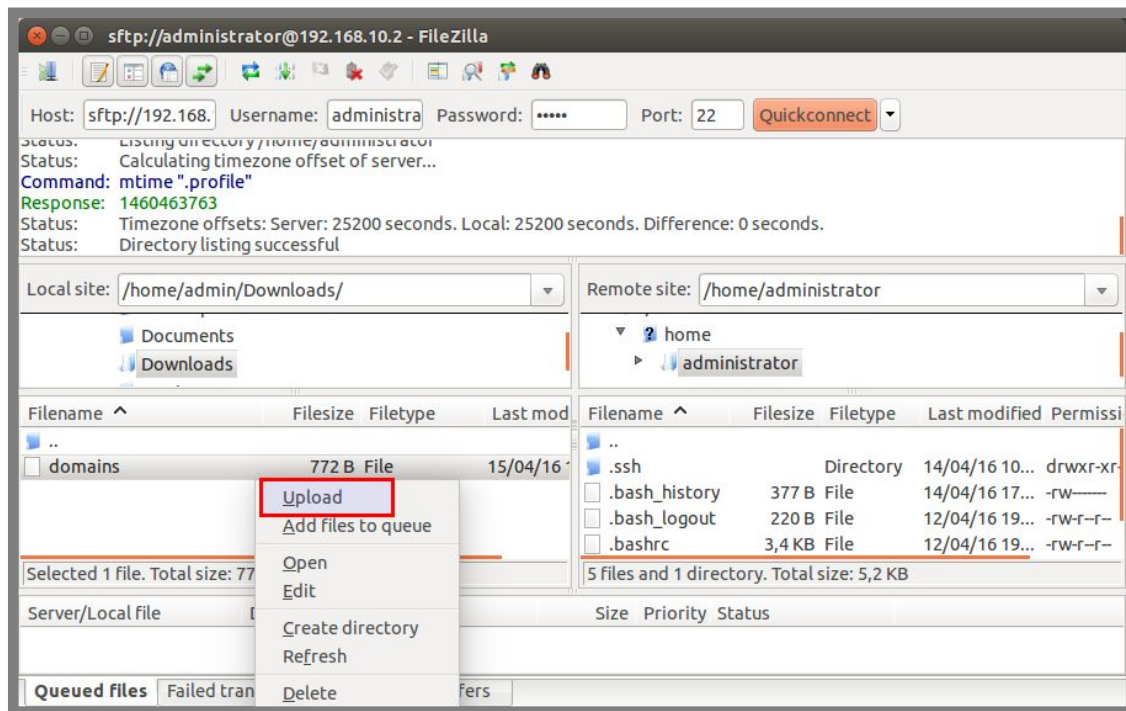 sftp://administrator@192.168.10.2 - FileZilla
Host: sftp://192.168. Username: administra Password: ••••• Port: 22 Quickconnect
Status: Listing directory /home/administrator
Status: Calculating timezone offset of server...
Command: mtime ".profile"
Response: 1460463763
Status: Timezone offsets: Server: 25200 seconds. Local: 25200 seconds. Difference: 0 seconds.
Status: Directory listing successful
Local site: /home/admin/Downloads/
Remote site: /home/administrator
Documents
Downloads
home
administrator
Filename Filesize Filetype Last mod
..
domains 772 B File 15/04/16
Filename Filesize Filetype Last modified Permissi
..
.ssh Directory 14/04/16 10... drwxr-xr-
.bash_history 377 B File 14/04/16 17... -rw-------
.bash_logout 220 B File 12/04/16 19... -rw-r--r--
.bashrc 3,4 KB File 12/04/16 19... -rw-r--r--
Upload
Add files to queue
Open
Edit
Create directory
Refresh
Delete
Selected 1 file. Total size: 77
5 files and 1 directory. Total size: 5,2 KB
Server/Local file Size Priority Status
Queued files Failed tran fers